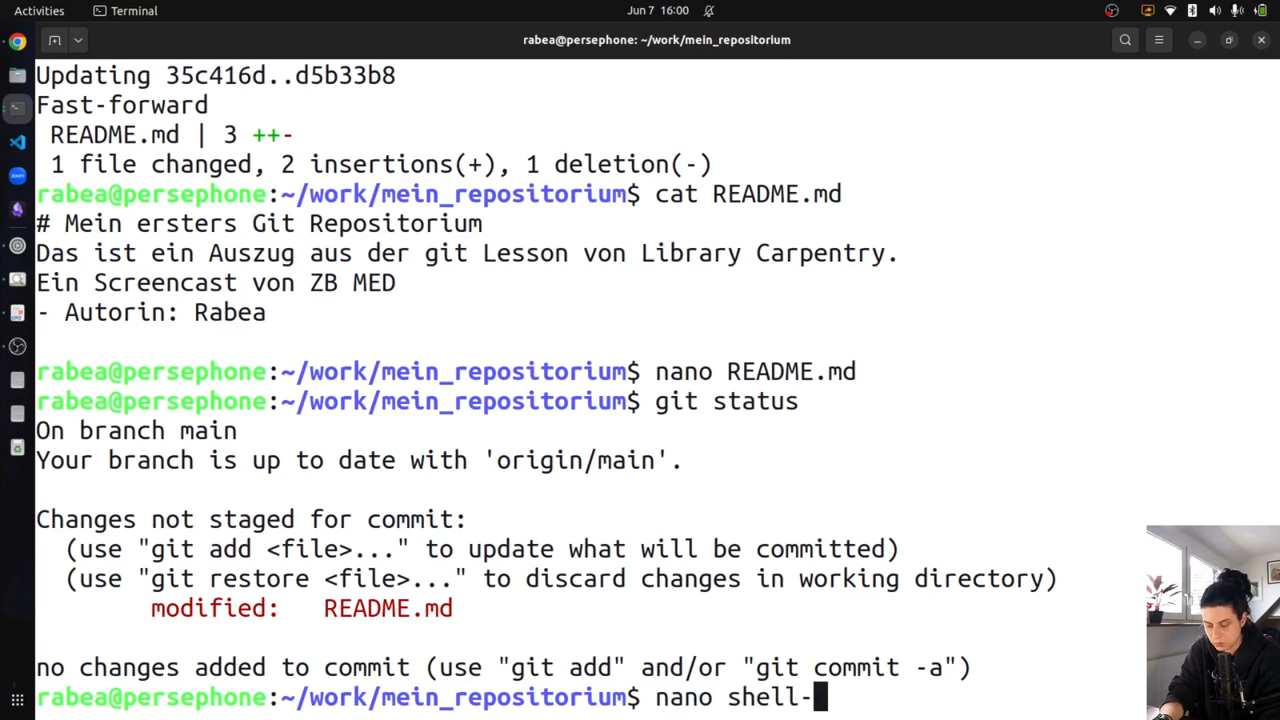 Activities Terminal Jun 7 16:00
rabea@persephone: ~/work/mein_repositorium
Updating 35c416d..d5b33b8
Fast-forward
README.md | 3 ++-
1 file changed, 2 insertions(+), 1 deletion(-)
rabea@persephone:~/work/mein_repositorium$ cat README.md
# Mein ersters Git Repositorium
Das ist ein Auszug aus der git Lesson von Library Carpentry.
Ein Screencast von ZB MED
- Autorin: Rabea
rabea@persephone:~/work/mein_repositorium$ nano README.md
rabea@persephone:~/work/mein_repositorium$ git status
On branch main
Your branch is up to date with 'origin/main'.
Changes not staged for commit:
(use "git add <file>..." to update what will be committed)
(use "git restore <file>..." to discard changes in working directory)
modified: README.md
no changes added to commit (use "git add" and/or "git commit -a")
rabea@persephone:~/work/mein_repositorium$ nano shell-